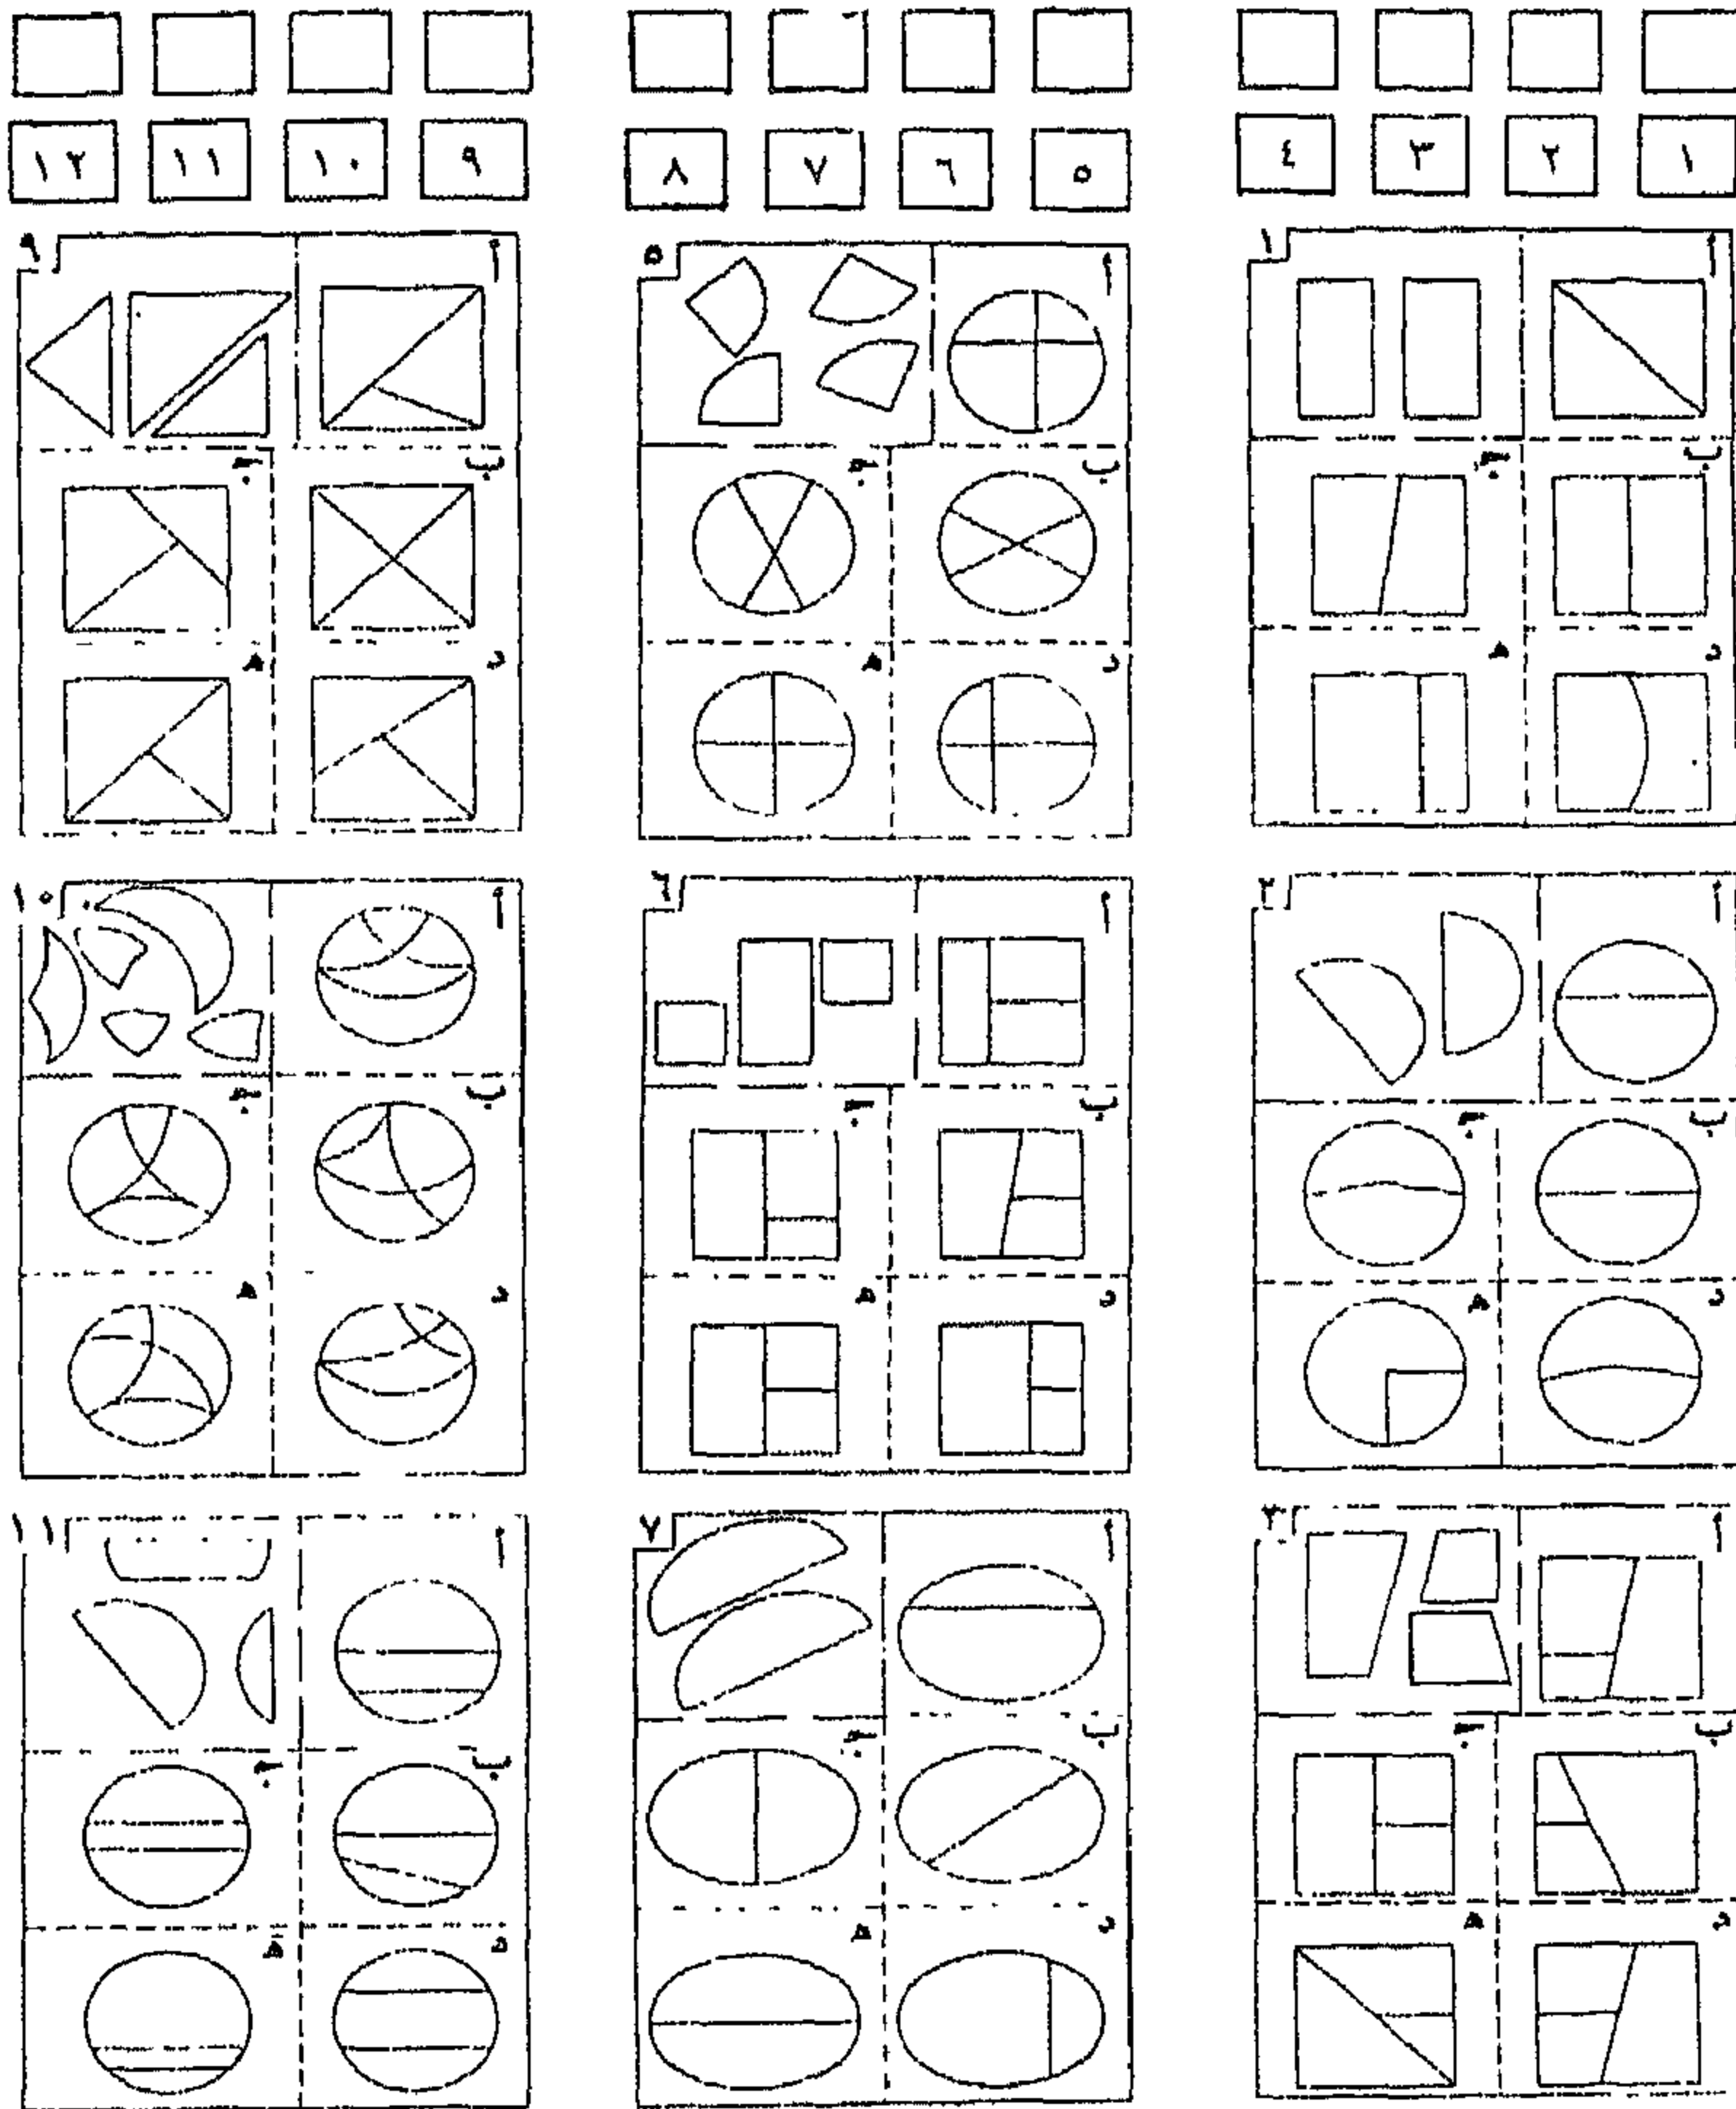 ١ ٢ ٣ ٤
٥ ٦ ٧ ٨
٩ ١٠ ١١ ١٢
١
أ
ب
جـ
د
هـ
٢
أ
ب
جـ
د
هـ
٣
أ
ب
جـ
د
هـ
٥
أ
ب
جـ
د
هـ
٦
أ
ب
جـ
د
هـ
٧
أ
ب
جـ
د
هـ
٩
أ
ب
جـ
د
هـ
١٠
أ
ب
جـ
د
هـ
١١
أ
ب
جـ
د
هـ